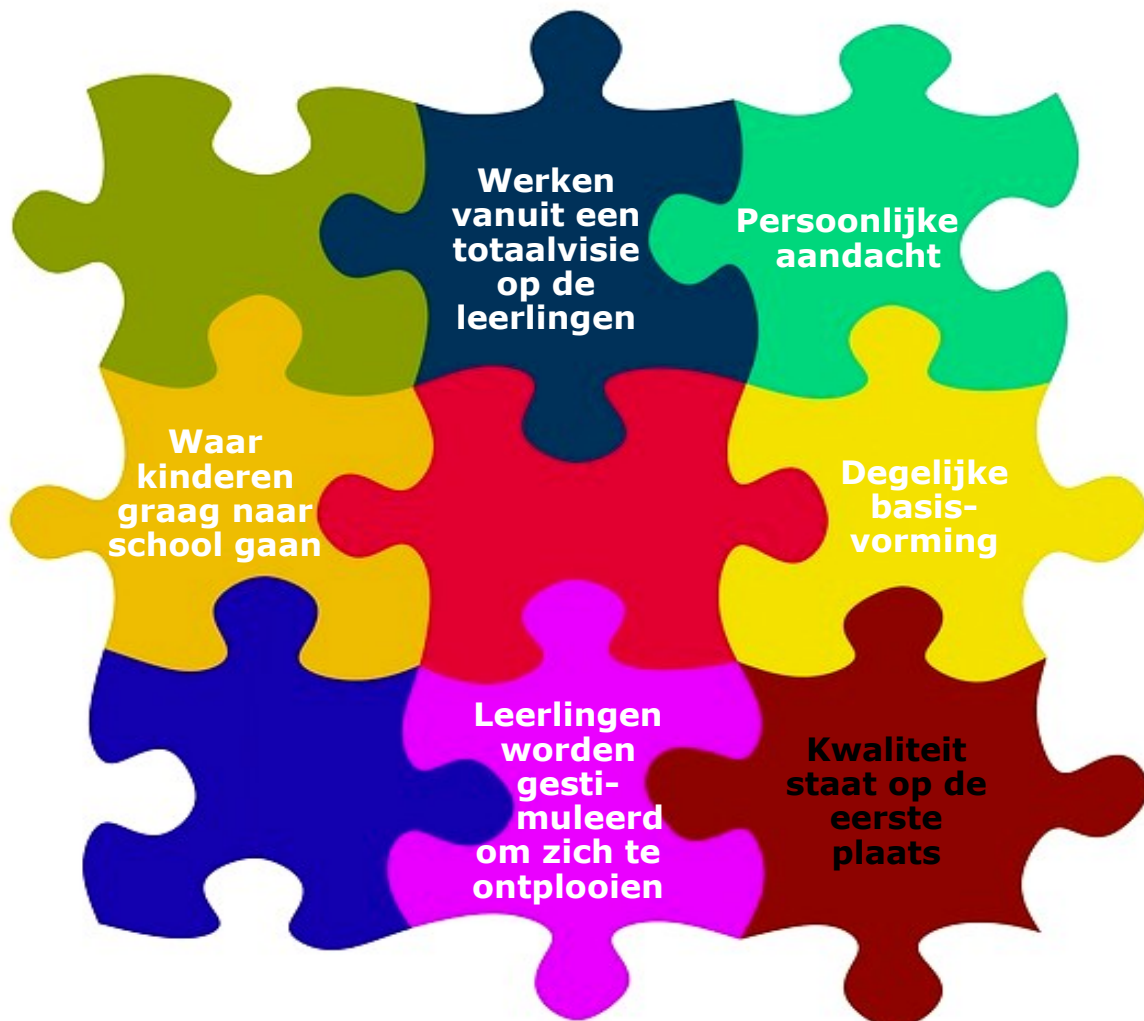 Werken
vanuit een
totaalvisie
op de
leerlingen
Persoonlijke
aandacht
Waar
kinderen
graag naar
school gaan
Degelijke
basis-
vorming
Leerlingen
worden
gesti-
muleerd
om zich te
ontplooien
Kwaliteit
staat op de
eerste
plaats